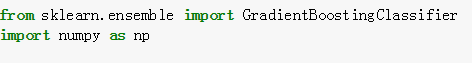 from sklearn.ensemble import GradientBoostingClassifier
import numpy as np